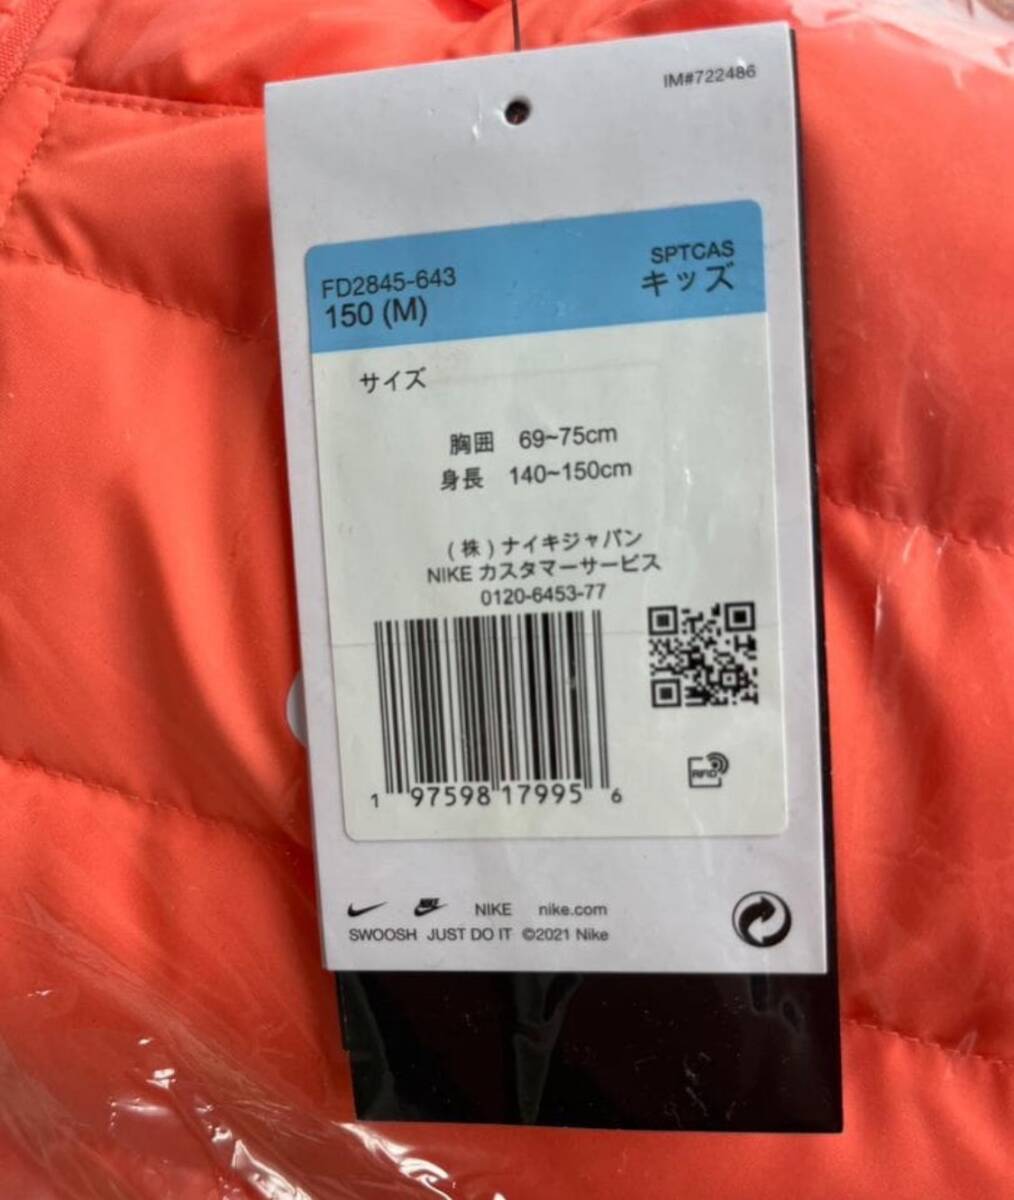 IM#722486
SPTCAS
FD2845-643
キッズ
150 (M)
サイズ
胸囲 69~75cm
身長 140~150cm
(株)ナイキジャパン
NIKE カスタマーサービス
0120-6453-77
1 97598 17995 6
RFID
NIKE nike.com
SWOOSH JUST DO IT ©2021 Nike